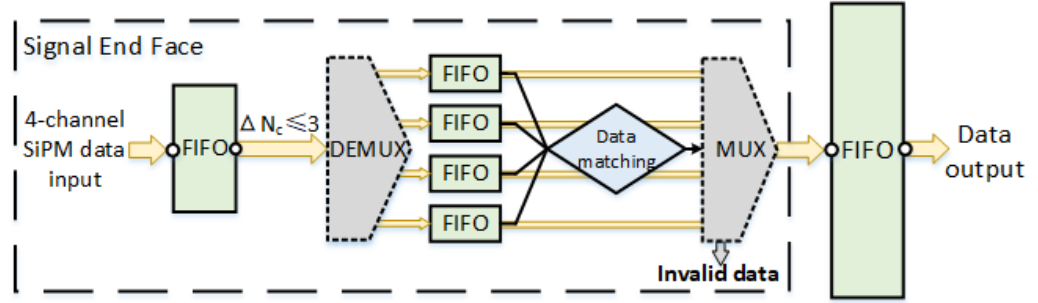 Signal End Face
4-channel
SiPM data
input
FIFO
Δ N_c ≤3
DEMUX
FIFO
FIFO
FIFO
FIFO
Data
matching
MUX
Invalid data
FIFO
Data
output